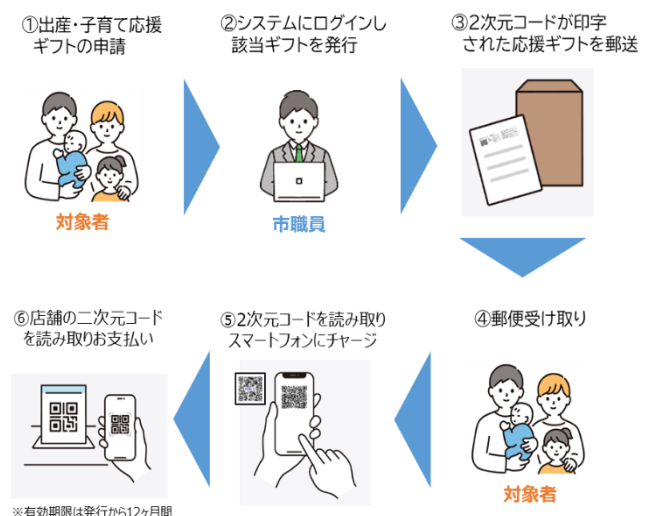 ①出産・子育て応援
ギフトの申請
②システムにログインし
該当ギフトを発行
③2次元コードが印字
された応援ギフトを郵送
対象者
市職員
④郵便受け取り
対象者
⑤2次元コードを読み取り
スマートフォンにチャージ
⑥店舗の二次元コード
を読み取りお支払い
※有効期限は発行から12ヶ月間